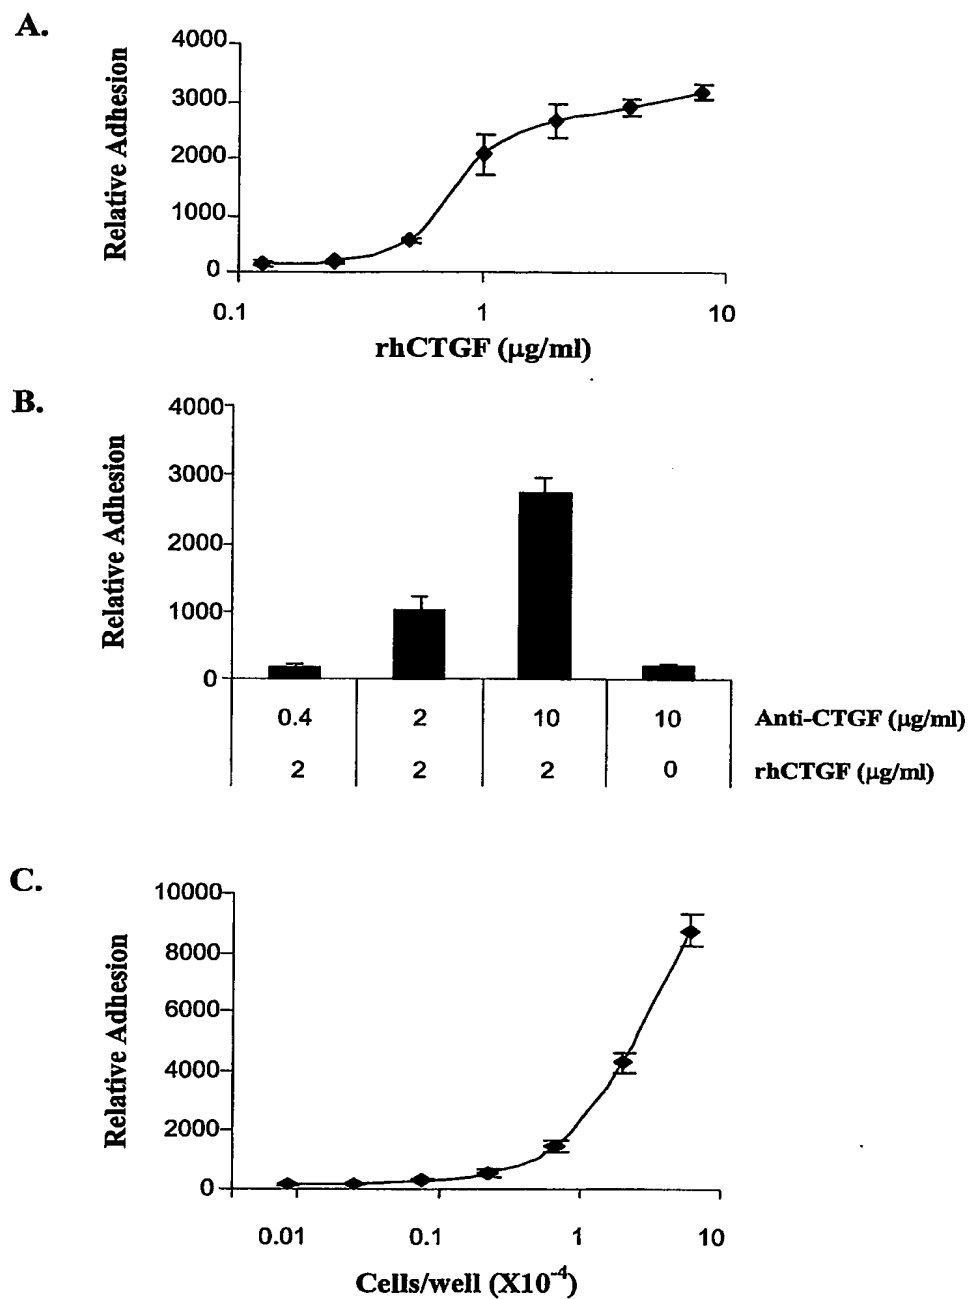 A.
4000
3000
2000
1000
0
Relative Adhesion
0.1 1 10
rhCTGF (µg/ml)
B.
4000
3000
2000
1000
0
Relative Adhesion
0.4 2 10 10 Anti-CTGF (µg/ml)
2 2 2 0 rhCTGF (µg/ml)
C.
10000
8000
6000
4000
2000
0
Relative Adhesion
0.01 0.1 1 10
Cells/well (X10⁻⁴)